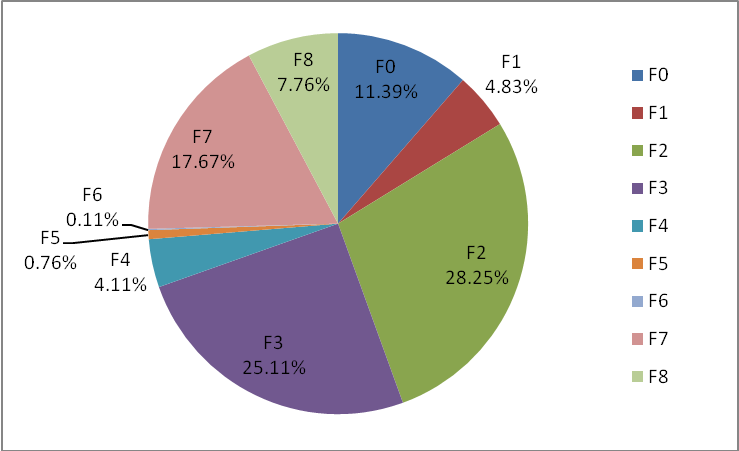 F0
11.39%
F1
4.83%
F2
28.25%
F3
25.11%
F4
4.11%
F5
0.76%
F6
0.11%
F7
17.67%
F8
7.76%
F0
F1
F2
F3
F4
F5
F6
F7
F8